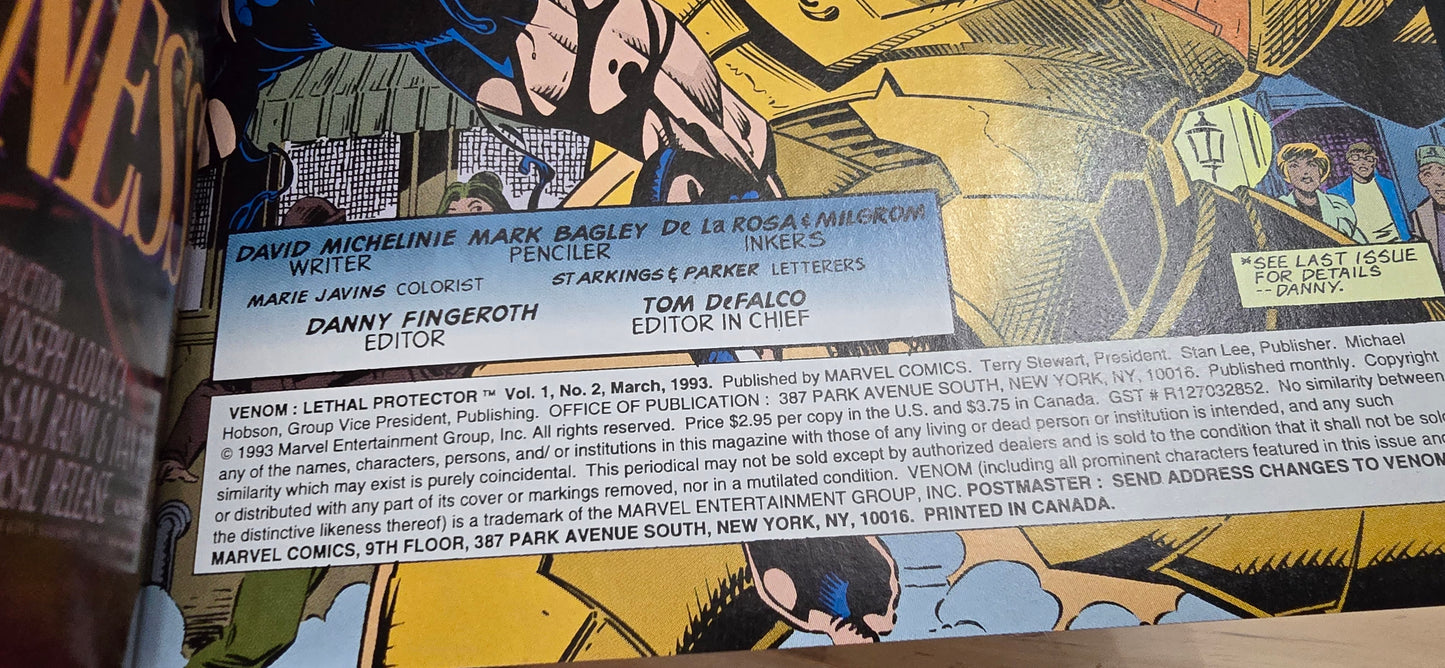 NESS
DUCTION
JOSEPH LODUCA
SAM RAIMI &
RELEASE
DAVID MICHELINIE MARK BAGLEY De La ROSA & MILGROM
WRITER PENCILER INKERS
MARIE JAVINS COLORIST STARKINGS & PARKER LETTERERS
DANNY FINGEROTH TOM DeFALCO
EDITOR EDITOR IN CHIEF
*SEE LAST ISSUE
FOR DETAILS
--DANNY.
VENOM : LETHAL PROTECTOR™ Vol. 1, No. 2, March, 1993. Published by MARVEL COMICS. Terry Stewart, President. Stan Lee, Publisher. Michael
Hobson, Group Vice President, Publishing. OFFICE OF PUBLICATION : 387 PARK AVENUE SOUTH, NEW YORK, NY, 10016. Published monthly. Copyright
© 1993 Marvel Entertainment Group, Inc. All rights reserved. Price $2.95 per copy in the U.S. and $3.75 in Canada. GST # R127032852. No similarity between
any of the names, characters, persons, and/ or institutions in this magazine with those of any living or dead person or institution is intended, and any such
similarity which may exist is purely coincidental. This periodical may not be sold except by authorized dealers and is sold to the condition that it shall not be sold
or distributed with any part of its cover or markings removed, nor in a mutilated condition. VENOM (including all prominent characters featured in this issue and
the distinctive likeness thereof) is a trademark of the MARVEL ENTERTAINMENT GROUP, INC. POSTMASTER : SEND ADDRESS CHANGES TO VENOM
MARVEL COMICS, 9TH FLOOR, 387 PARK AVENUE SOUTH, NEW YORK, NY, 10016. PRINTED IN CANADA.